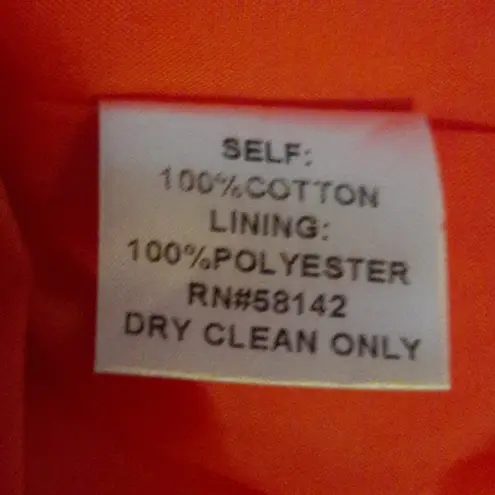 SELF:
100%COTTON
LINING:
100%POLYESTER
RN#58142
DRY CLEAN ONLY